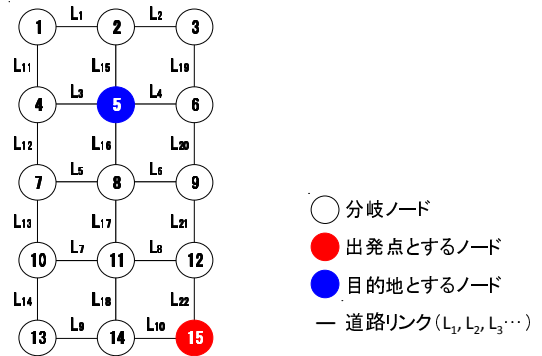 1 L1 2 L2 3
L11 L15 L19
4 L3 5 L4 6
L12 L16 L20
7 L5 8 L6 9
L13 L17 L21
10 L7 11 L8 12
L14 L18 L22
13 L9 14 L10 15
分岐ノード
出発点とするノード
目的地とするノード
道路リンク(L1, L2, L3…)